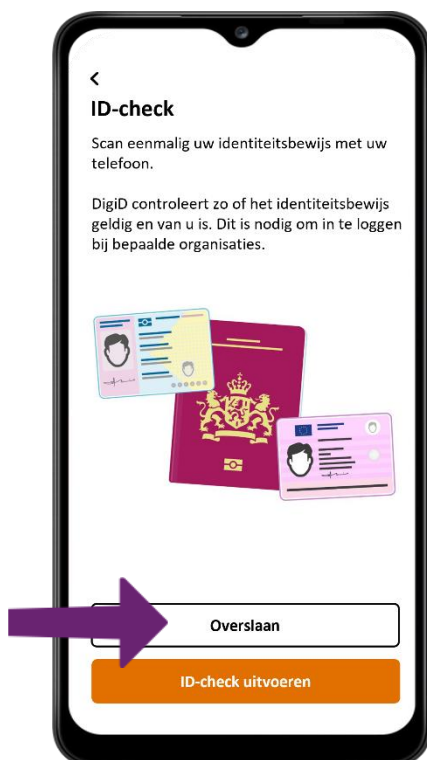 ID-check
Scan eenmalig uw identiteitsbewijs met uw
telefoon.
DigiD controleert zo of het identiteitsbewijs
geldig en van u is. Dit is nodig om in te loggen
bij bepaalde organisaties.
Overslaan
ID-check uitvoeren